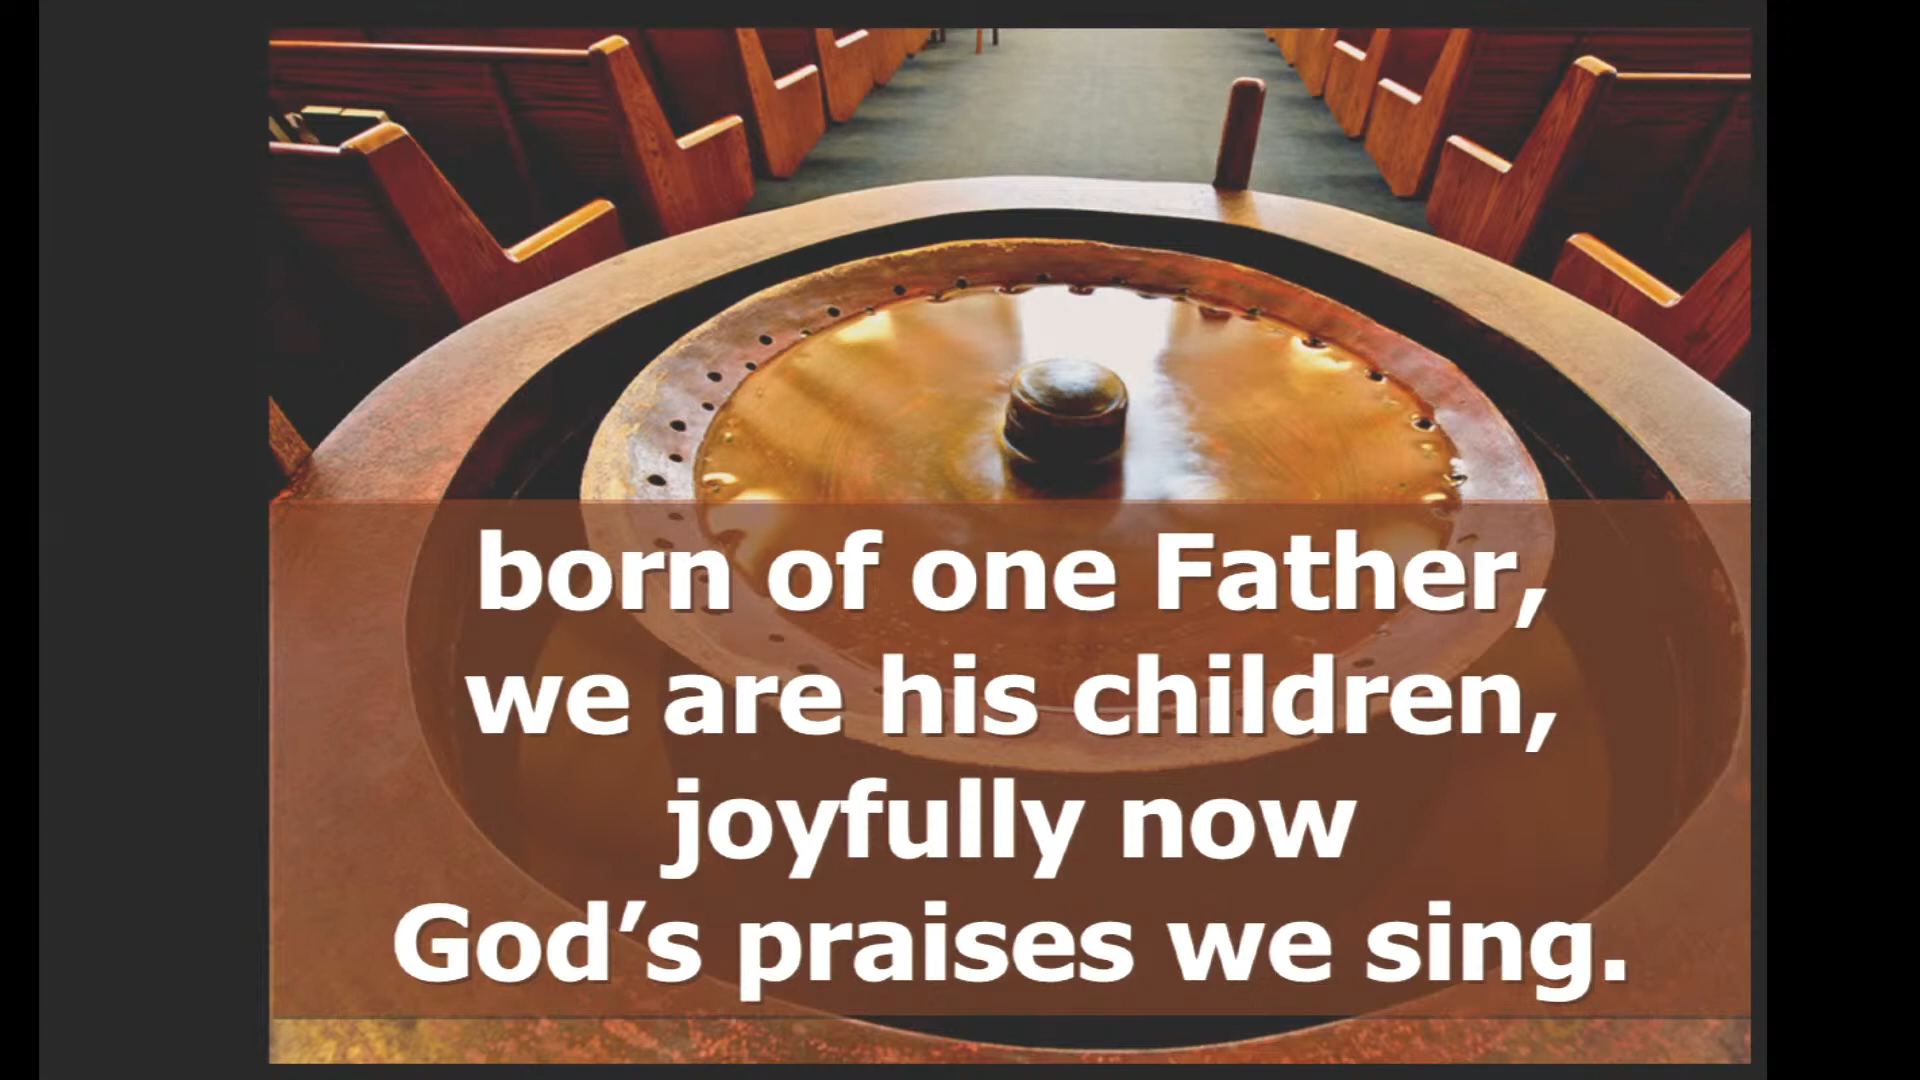 born of one Father,
we are his children,
joyfully now
God’s praises we sing.